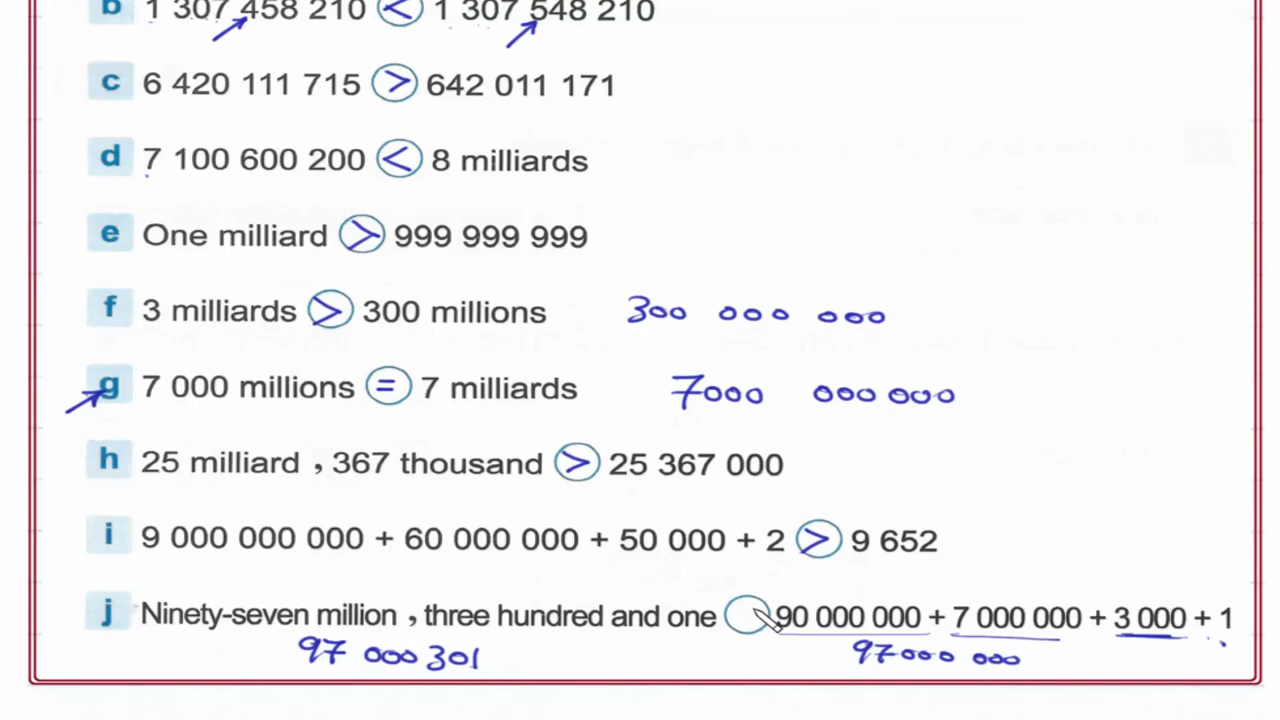 b 1 307 458 210 < 1 307 548 210
c 6 420 111 715 > 642 011 171
d 7 100 600 200 < 8 milliards
e One milliard > 999 999 999
f 3 milliards > 300 millions 300 000 000
g 7 000 millions = 7 milliards 7000 000 000
h 25 milliard , 367 thousand > 25 367 000
i 9 000 000 000 + 60 000 000 + 50 000 + 2 > 9 652
j Ninety-seven million , three hundred and one 90 000 000 + 7 000 000 + 3 000 + 1
97 000 301 97 000 000